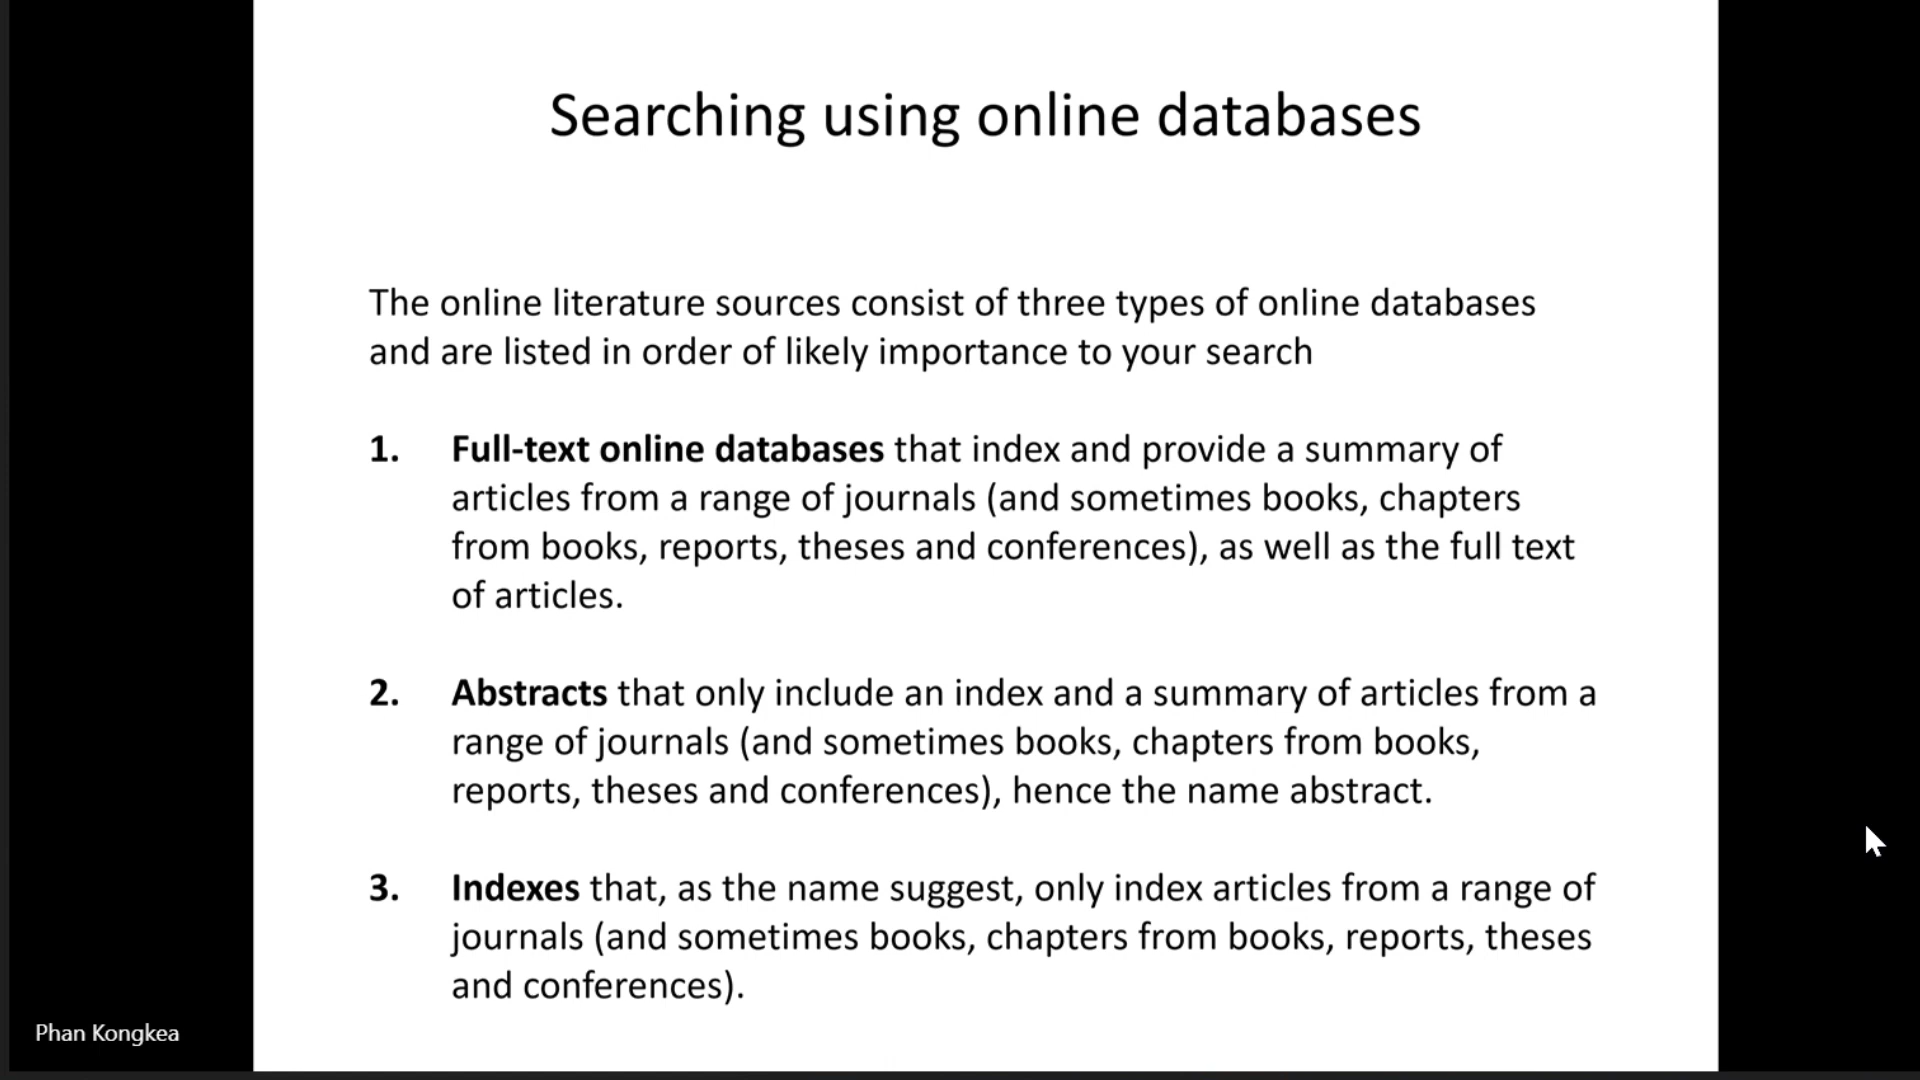 Searching using online databases
The online literature sources consist of three types of online databases
and are listed in order of likely importance to your search
1. Full-text online databases that index and provide a summary of
articles from a range of journals (and sometimes books, chapters
from books, reports, theses and conferences), as well as the full text
of articles.
2. Abstracts that only include an index and a summary of articles from a
range of journals (and sometimes books, chapters from books,
reports, theses and conferences), hence the name abstract.
3. Indexes that, as the name suggest, only index articles from a range of
journals (and sometimes books, chapters from books, reports, theses
and conferences).
Phan Kongkea